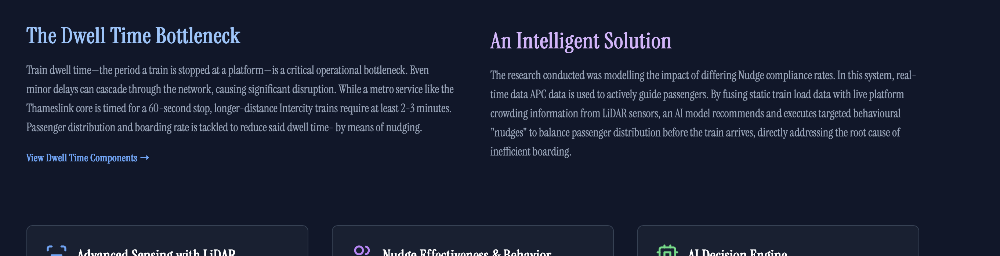 The Dwell Time Bottleneck
Train dwell time—the period a train is stopped at a platform—is a critical operational bottleneck. Even
minor delays can cascade through the network, causing significant disruption. While a metro service like the
Thameslink core is timed for a 60-second stop, longer-distance Intercity trains require at least 2-3 minutes.
Passenger distribution and boarding rate is tackled to reduce said dwell time- by means of nudging.
View Dwell Time Components →
An Intelligent Solution
The research conducted was modelling the impact of differing Nudge compliance rates. In this system, real-
time data APC data is used to actively guide passengers. By fusing static train load data with live platform
crowding information from LiDAR sensors, an AI model recommends and executes targeted behavioural
"nudges" to balance passenger distribution before the train arrives, directly addressing the root cause of
inefficient boarding.
Advanced Sensing with LiDAR
Nudge Effectiveness & Behavior
AI Decision Engine